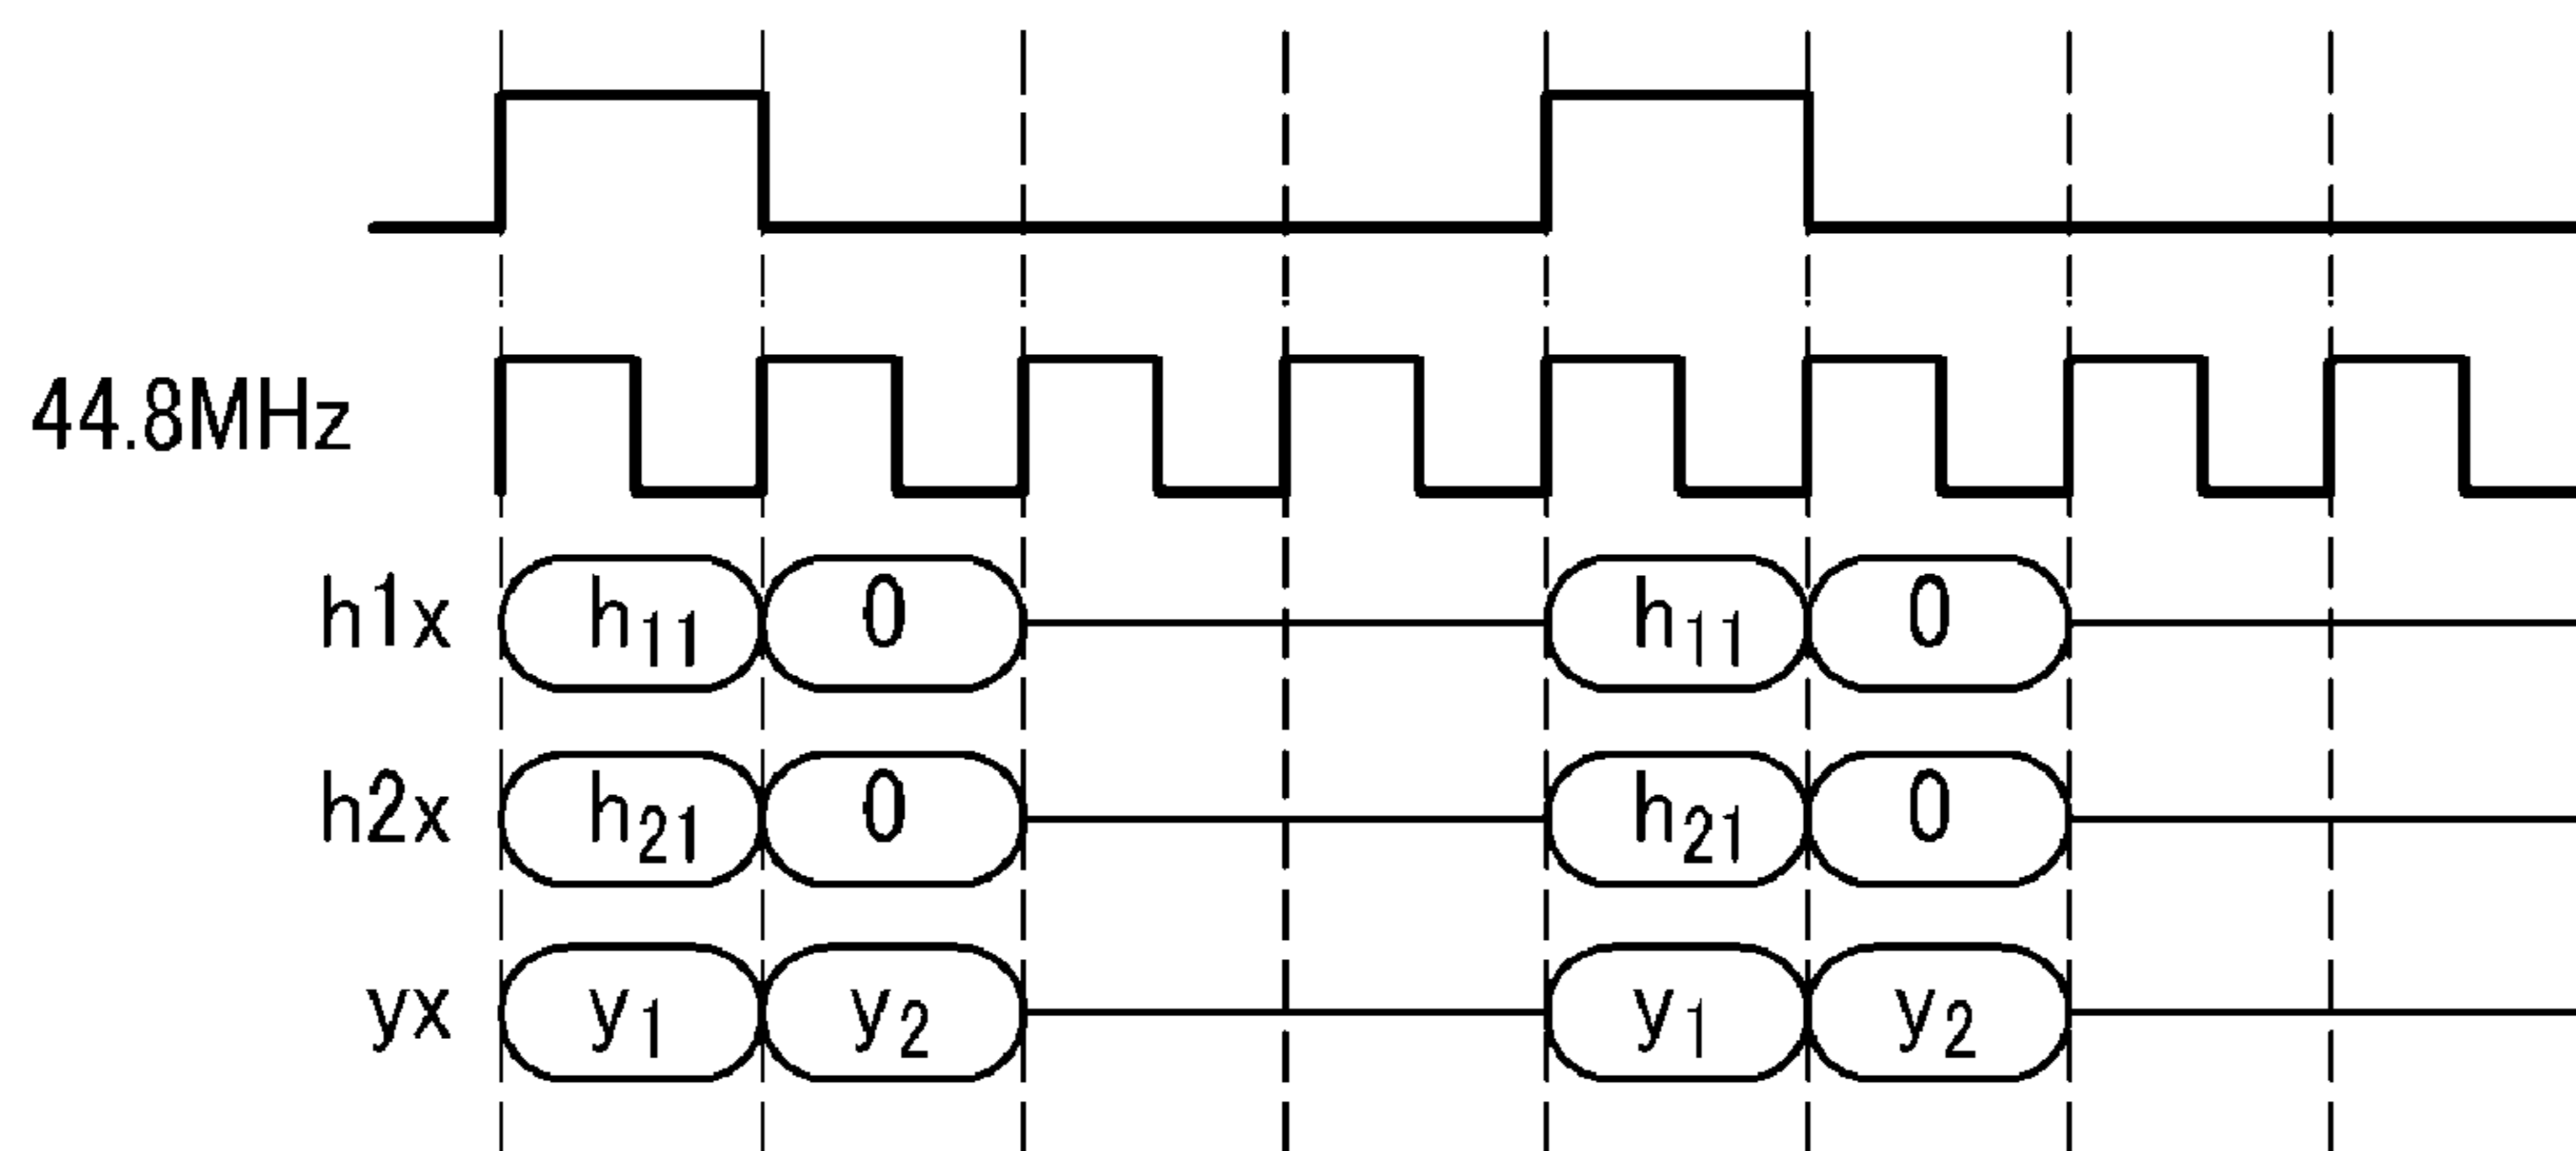 44.8MHz
h1x h₁₁ 0 h₁₁ 0
h2x h₂₁ 0 h₂₁ 0
yx y₁ y₂ y₁ y₂